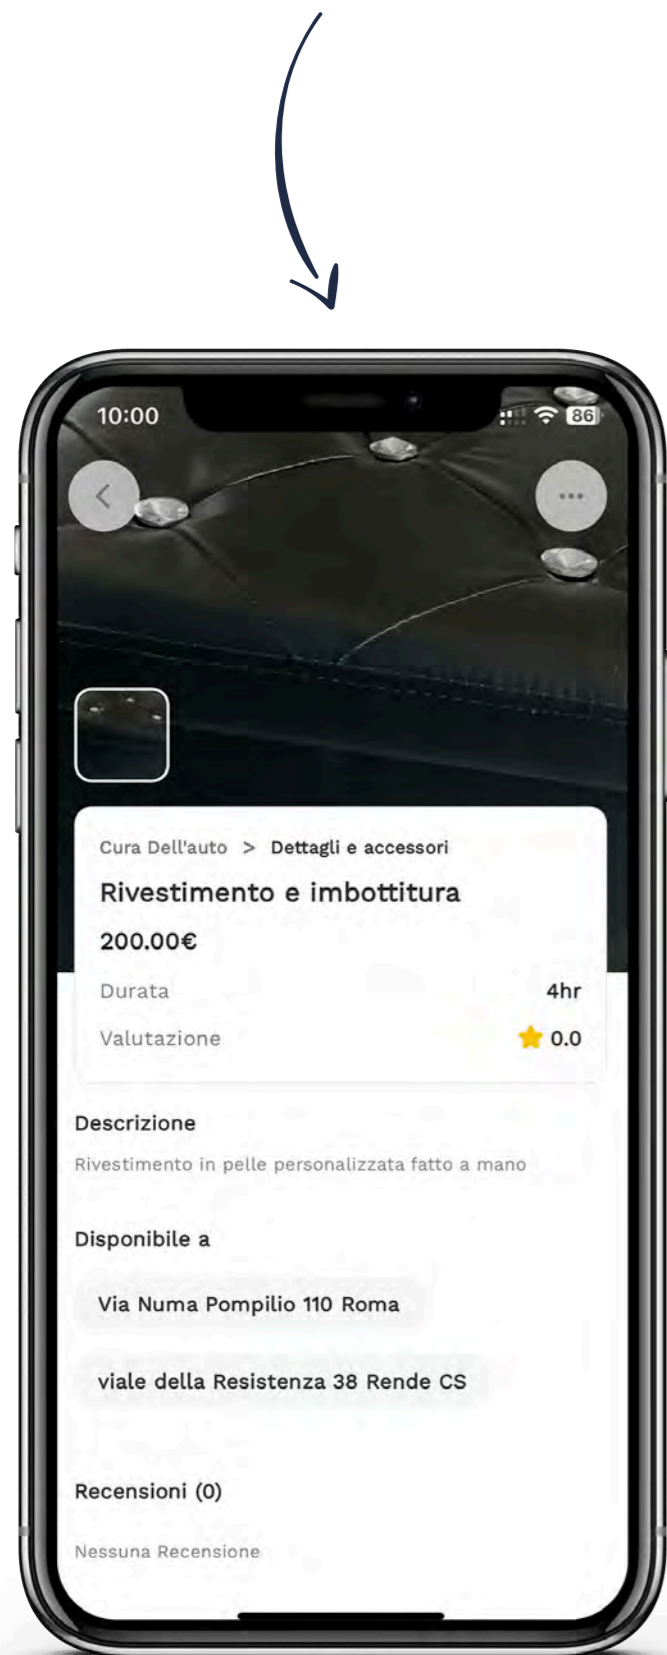 10:00
86
Cura Dell'auto > Dettagli e accessori
Rivestimento e imbottitura
200.00€
Durata 4hr
Valutazione 0.0
Descrizione
Rivestimento in pelle personalizzata fatto a mano
Disponibile a
Via Numa Pompilio 110 Roma
viale della Resistenza 38 Rende CS
Recensioni (0)
Nessuna Recensione